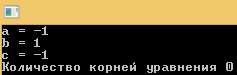 a = -1
b = 1
c = -1
Количество корней уравнения 0